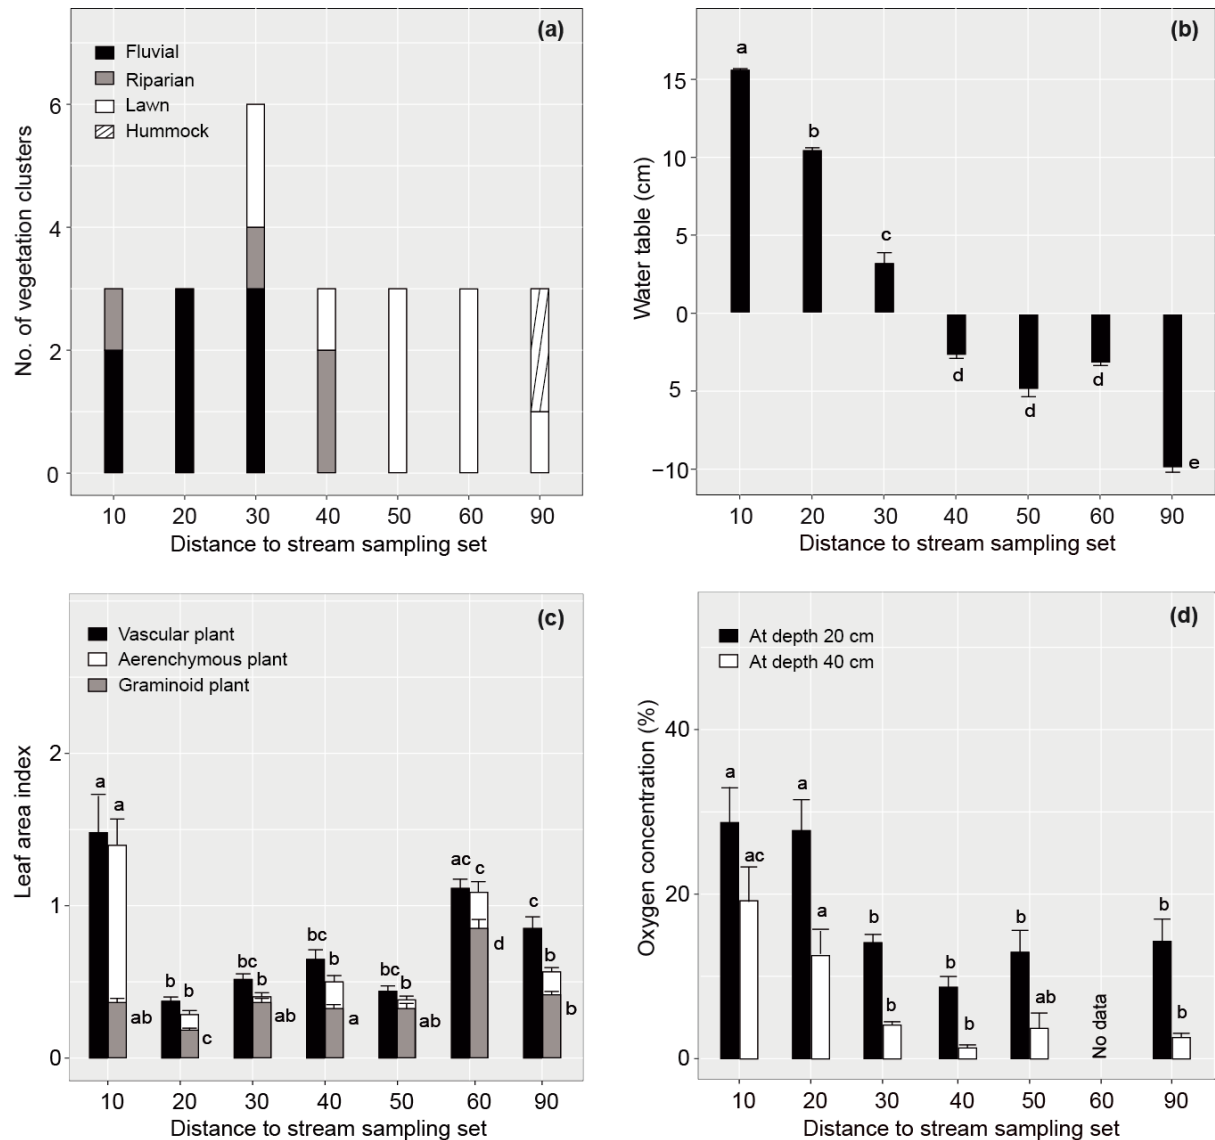 (a)
Fluvial
Riparian
Lawn
Hummock
No. of vegetation clusters
6
4
2
0
10 20 30 40 50 60 90
Distance to stream sampling set
(b)
Water table (cm)
15
10
5
0
5
−10
a
b
c
d
d
d
e
10 20 30 40 50 60 90
Distance to stream sampling set
(c)
Vascular plant
Aerenchymous plant
Graminoid plant
Leaf area index
2
1
0
a a ab
b b c
bc b ab
bc b a
bc b ab
ac c d
c b b
10 20 30 40 50 60 90
Distance to stream sampling set
(d)
At depth 20 cm
At depth 40 cm
Oxygen concentration (%)
40
20
0
a ac
a a
b b
b b
b ab
No data
b b
10 20 30 40 50 60 90
Distance to stream sampling set